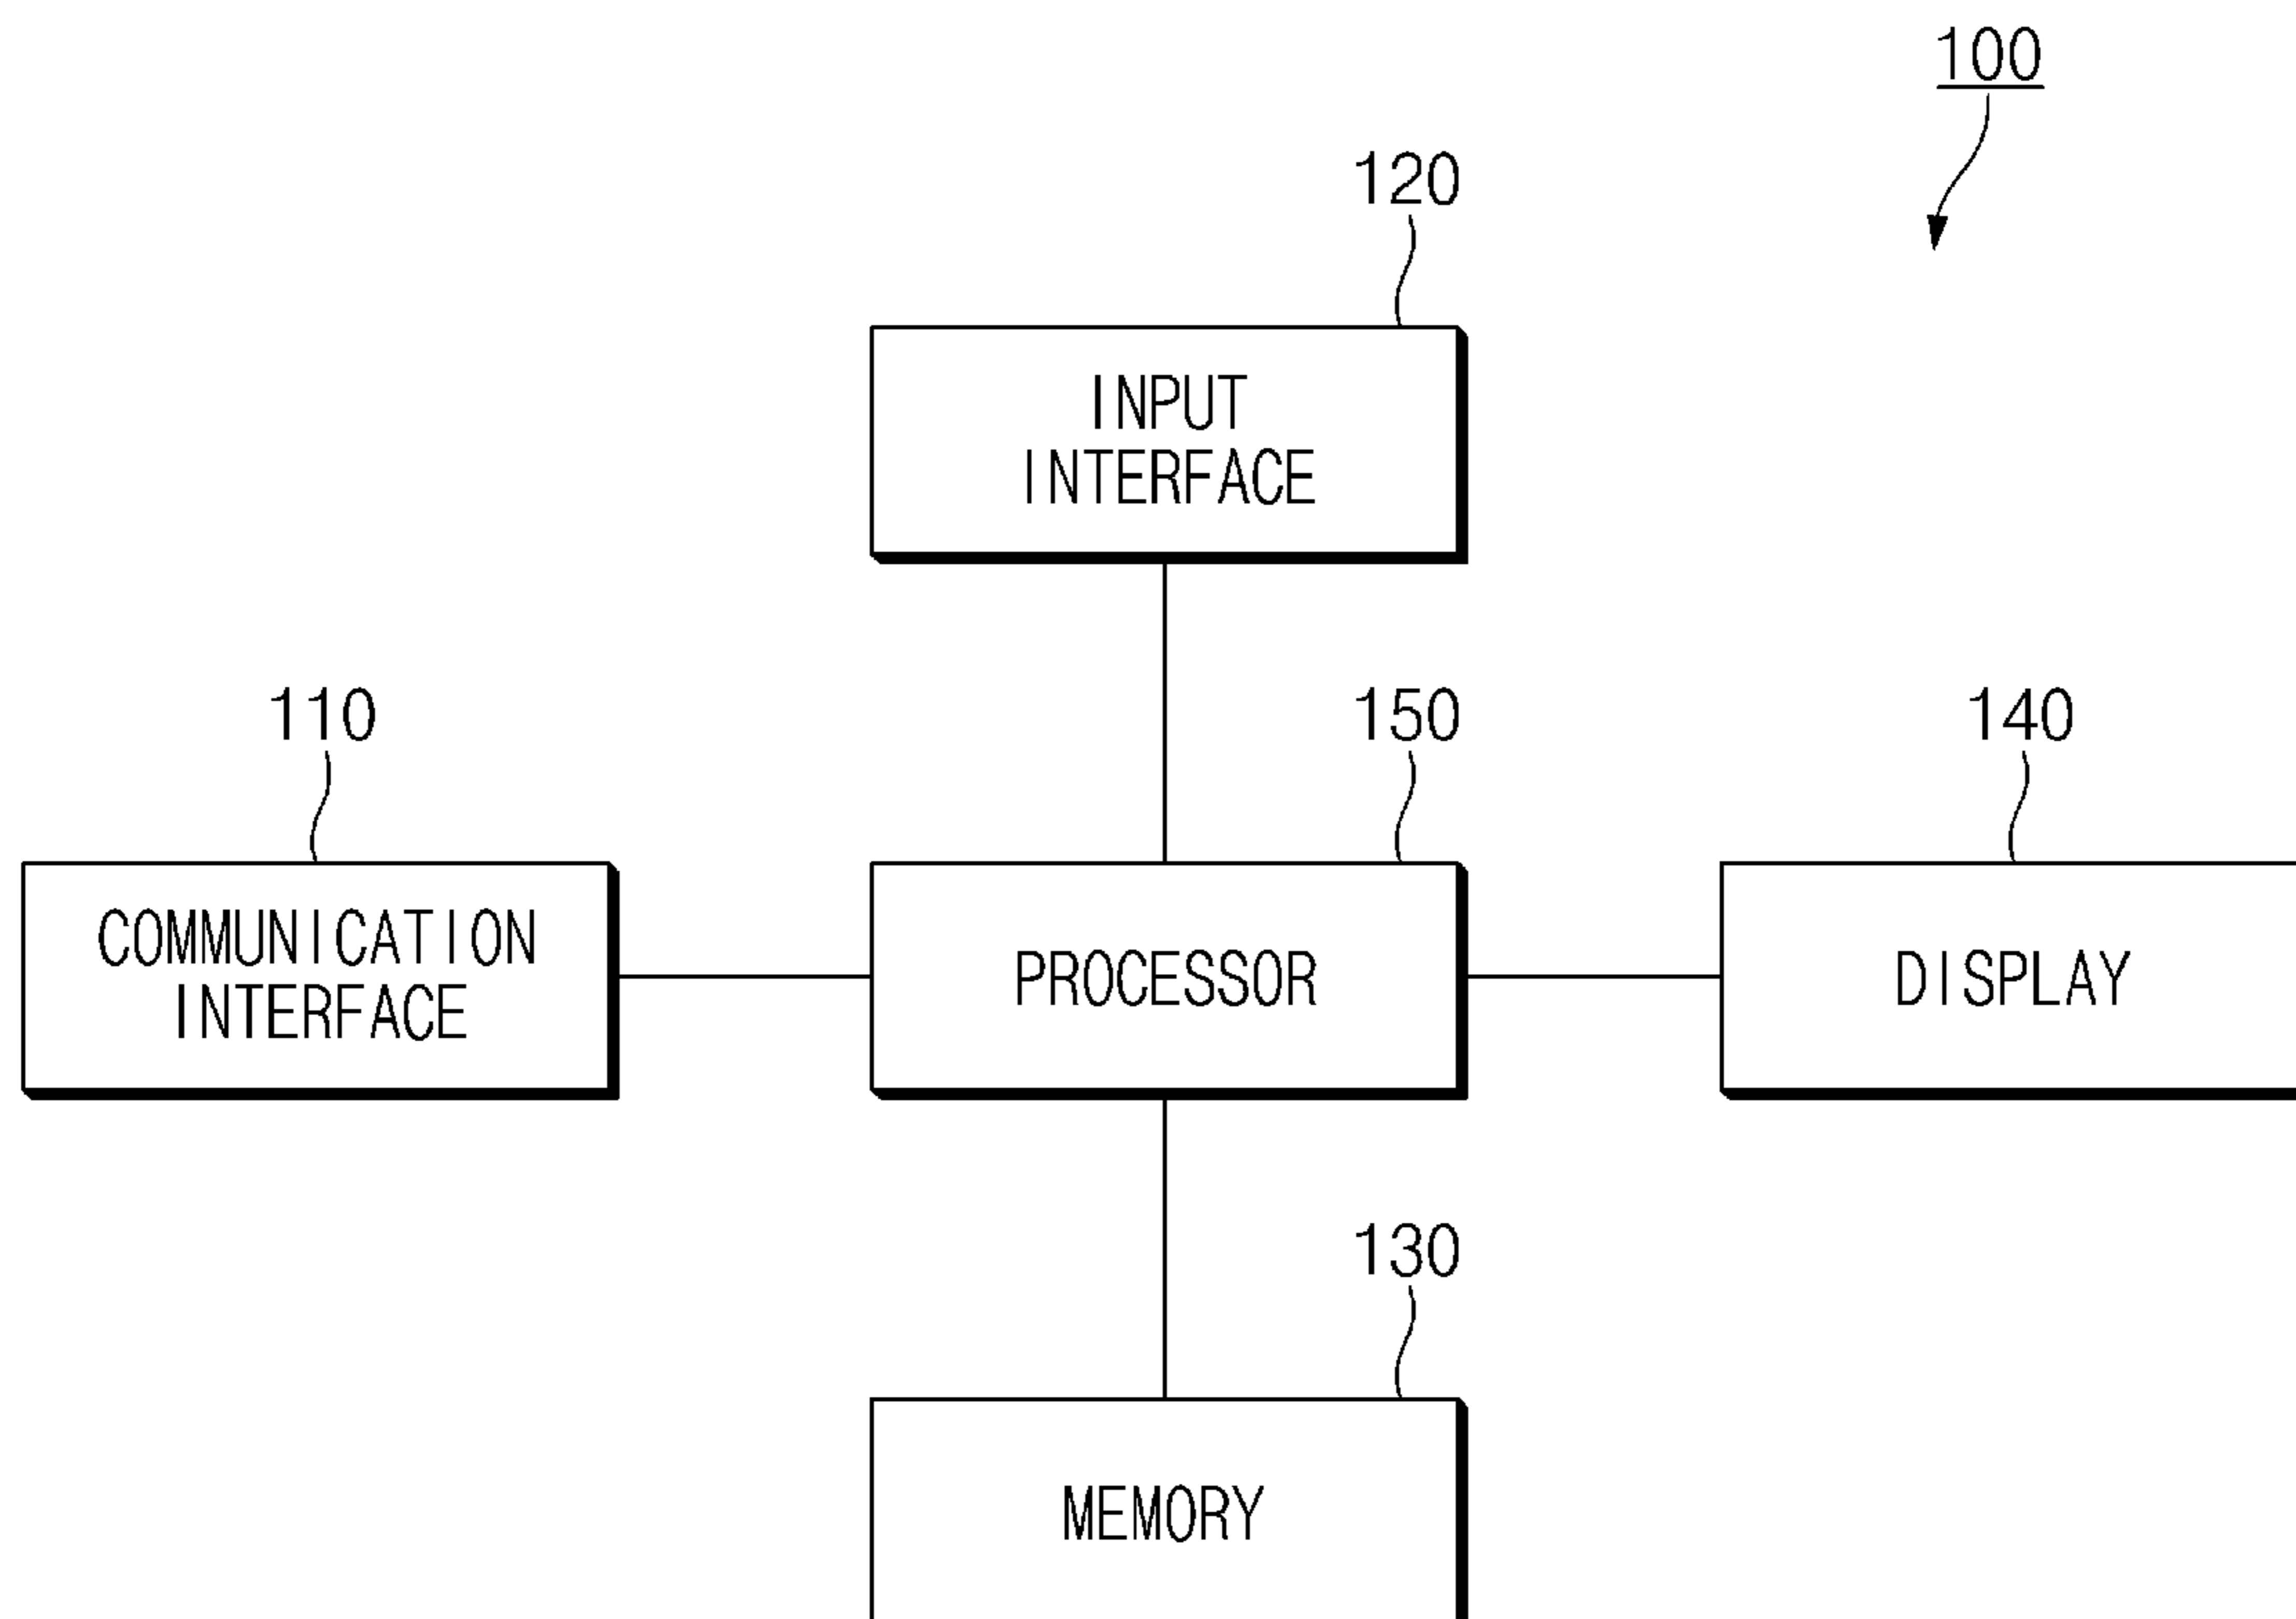 100
120
INPUT
INTERFACE
110
150
140
COMMUNICATION
INTERFACE
PROCESSOR
DISPLAY
130
MEMORY